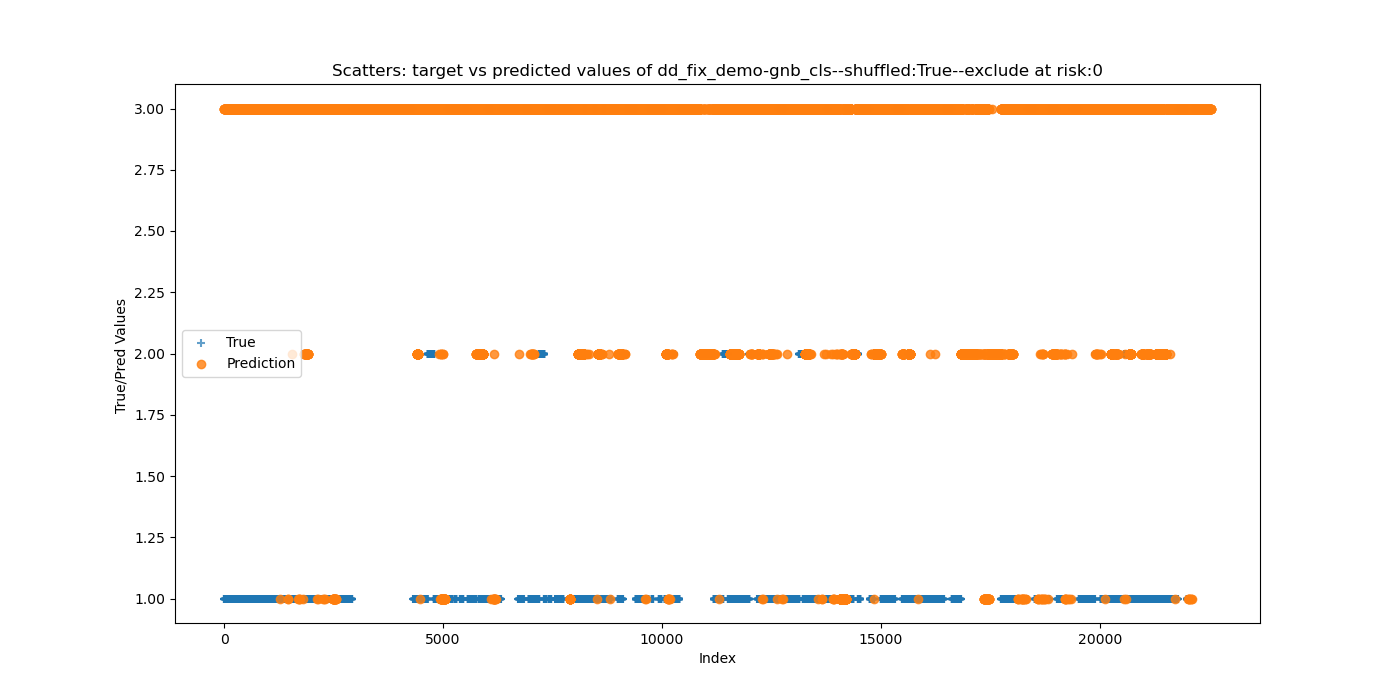 Scatters: target vs predicted values of dd_fix_demo-gnb_cls--shuffled:True--exclude at risk:0
True/Pred Values
3.00
2.75
2.50
2.25
2.00
1.75
1.50
1.25
1.00
True
Prediction
0
5000
10000
15000
20000
Index